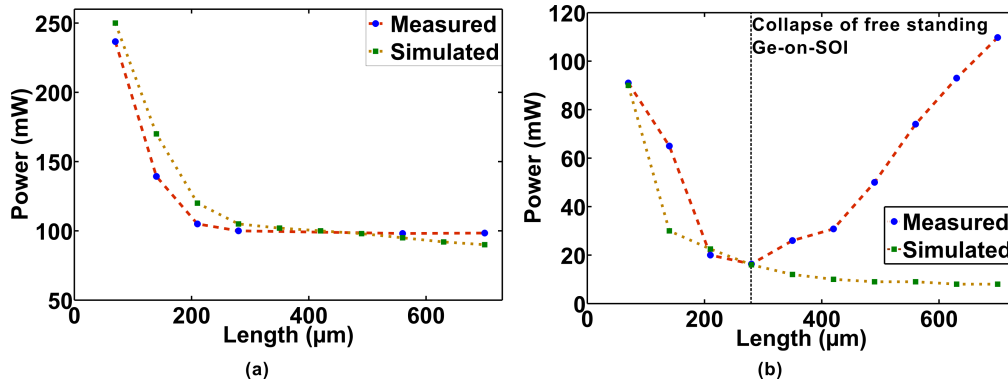 250
200
150
100
50
0
200
400
600
Power (mW)
Length (μm)
Measured
Simulated
(a)
120
100
80
60
40
20
0
0
200
400
600
Power (mW)
Length (μm)
Collapse of free standing
Ge-on-SOI
Measured
Simulated
(b)